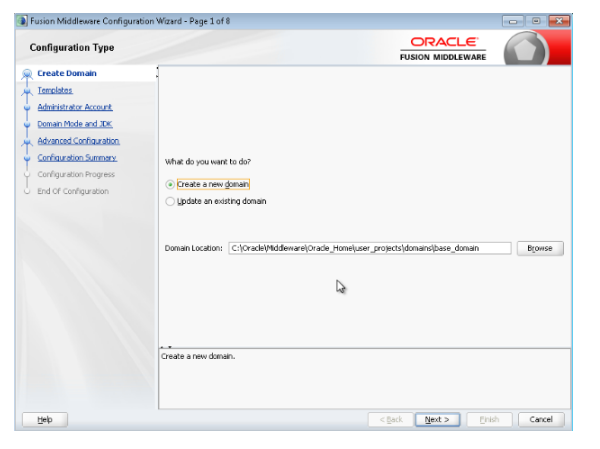 Fusion Middleware Configuration Wizard - Page 1 of 8
Configuration Type
ORACLE
FUSION MIDDLEWARE
Create Domain
Templates
Administrator Account
Domain Mode and JDK
Advanced Configuration
Configuration Summary
Configuration Progress
End Of Configuration
What do you want to do?
Create a new domain
Update an existing domain
Domain Location: C:\Oracle\Middleware\Oracle_Home\user_projects\domains\base_domain Browse
Create a new domain.
Help < Back Next > Finish Cancel